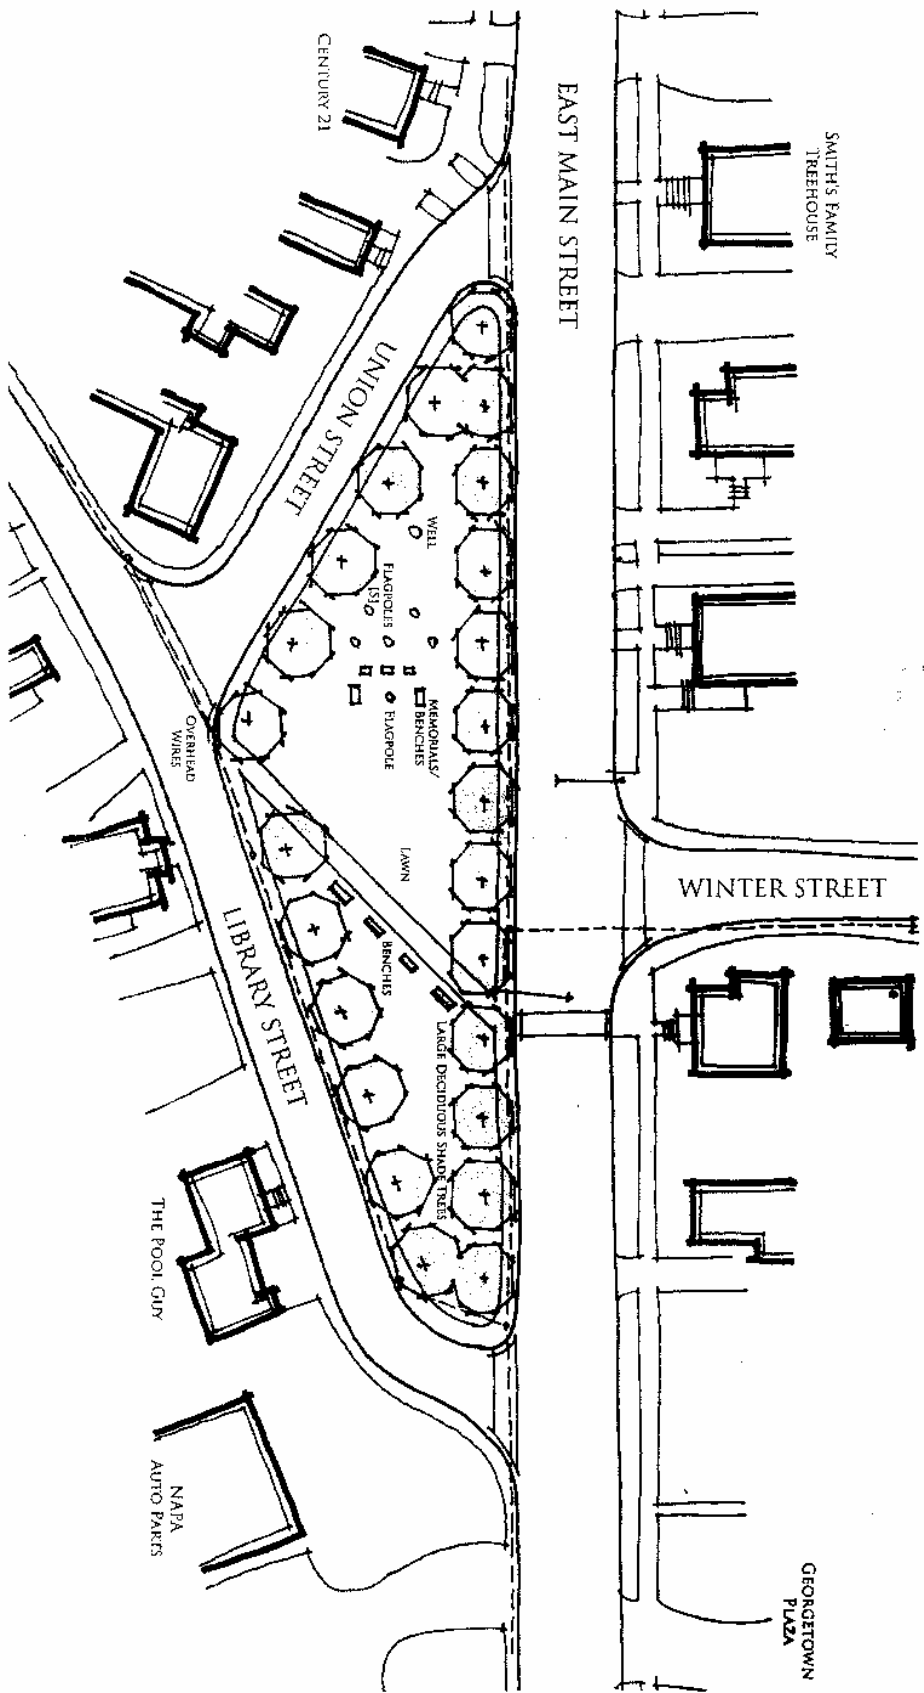 CENTURY 21
EAST MAIN STREET
SMITH'S FAMILY
TREEHOUSE
UNION STREET
WELL
FLAGPOLES
[5]
MEMORIALS/
BENCHES
FLAGPOLE
OVERHEAD
WIRES
LAWN
WINTER STREET
LIBRARY STREET
BENCHES
LARGE DECIDUOUS SHADE TREES
THE POOL GUY
NAPA
AUTO PARTS
GEORGETOWN
PLAZA